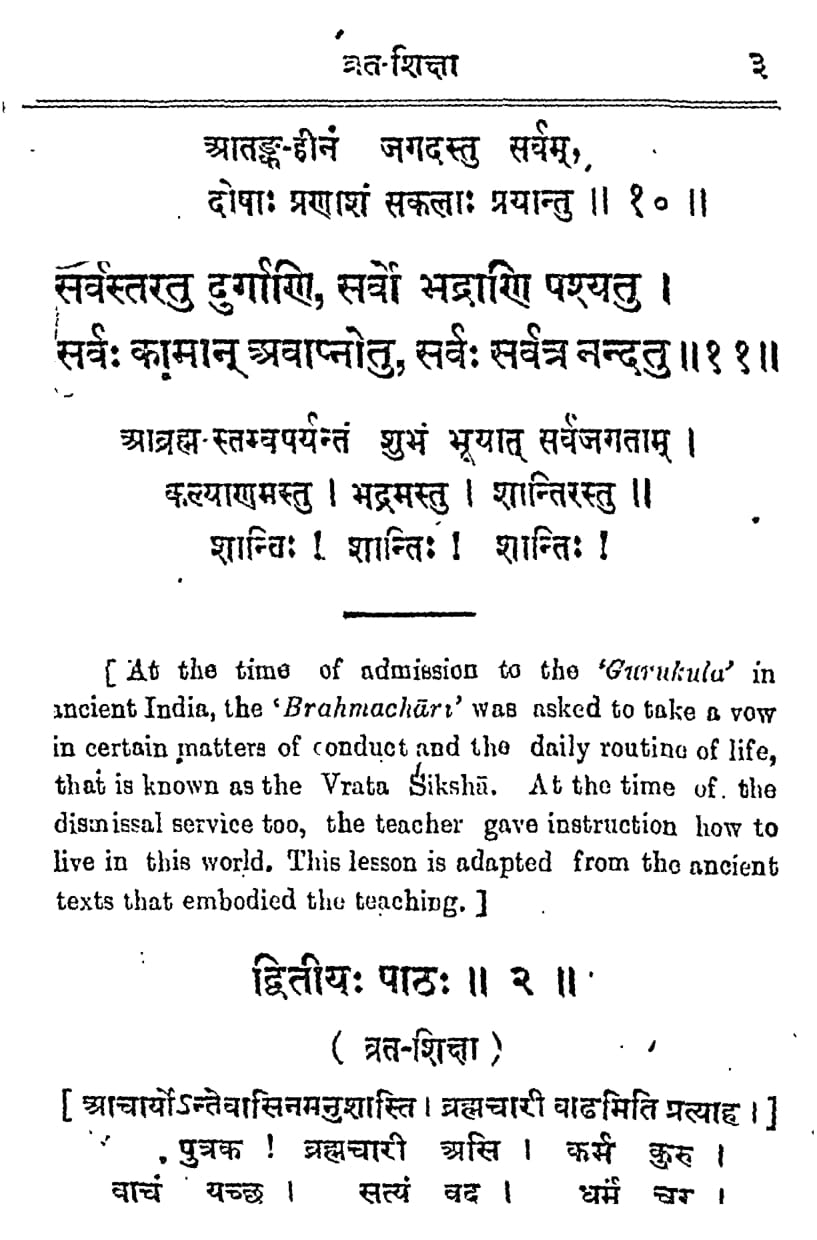 व्रत-शिक्षा ३
आतङ्क-हीनं जगदस्तु सर्वम्,
दोषाः प्रणाशं सकलाः प्रयान्तु ॥ १० ॥
सर्वस्तरतु दुर्गाणि, सर्वो भद्राणि पश्यतु ।
सर्वः कामान् अवाप्नोतु, सर्वः सर्वत्र नन्दतु ॥११॥
आब्रह्म-स्तम्वपर्यन्तं शुभं भूयात् सर्वजगताम् ।
कल्याणमस्तु । भद्रमस्तु । शान्तिरस्तु ॥
शान्तिः ! शान्तिः ! शान्तिः !
[ At the time of admission to the ‘Gurukula’ in
ancient India, the ‘Brahmachārī’ was asked to take a vow
in certain matters of conduct and the daily routine of life,
that is known as the Vrata Śikshā. At the time of the
dismissal service too, the teacher gave instruction how to
live in this world. This lesson is adapted from the ancient
texts that embodied the teaching. ]
द्वितीयः पाठः ॥ २ ॥
( व्रत-शिक्षा )
[ आचार्योऽन्तेवासिनमनुशास्ति । ब्रह्मचारी वाढमिति प्रत्याह । ]
पुत्रक ! ब्रह्मचारी असि । कर्म कुरु ।
वाचं यच्छ । सत्यं वद । धर्मं चर ।